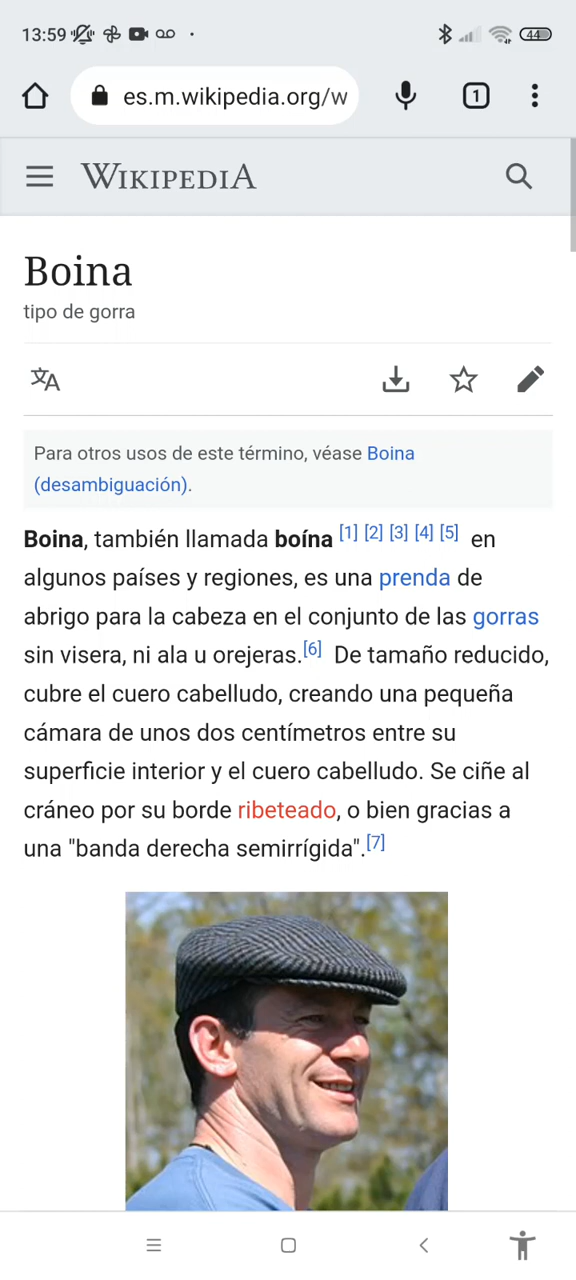 13:59
44
es.m.wikipedia.org/w
1
WIKIPEDIA
Boina
tipo de gorra
Para otros usos de este término, véase Boina
(desambiguación).
Boina, también llamada boína [1] [2] [3] [4] [5] en
algunos países y regiones, es una prenda de
abrigo para la cabeza en el conjunto de las gorras
sin visera, ni ala u orejeras.[6] De tamaño reducido,
cubre el cuero cabelludo, creando una pequeña
cámara de unos dos centímetros entre su
superficie interior y el cuero cabelludo. Se ciñe al
cráneo por su borde ribeteado, o bien gracias a
una "banda derecha semirrígida".[7]